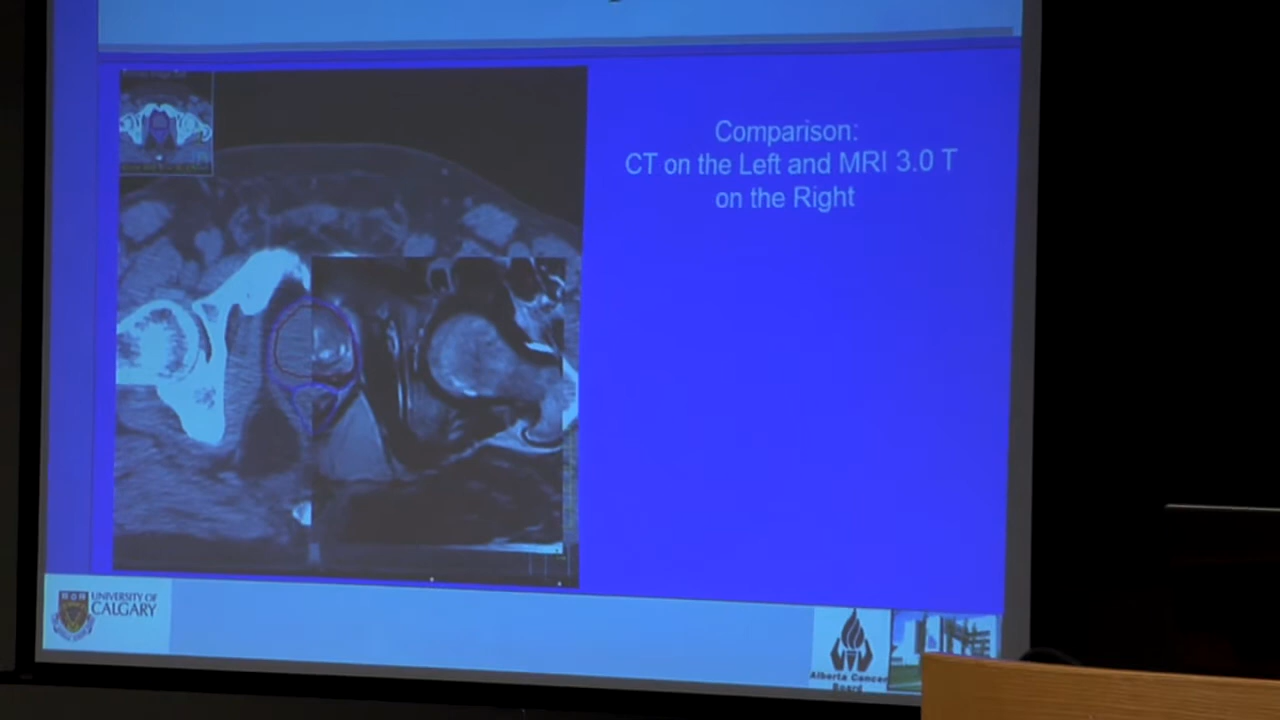 Comparison:
CT on the Left and MRI 3.0 T
on the Right
UNIVERSITY OF
CALGARY
Alberta Cancer
Board